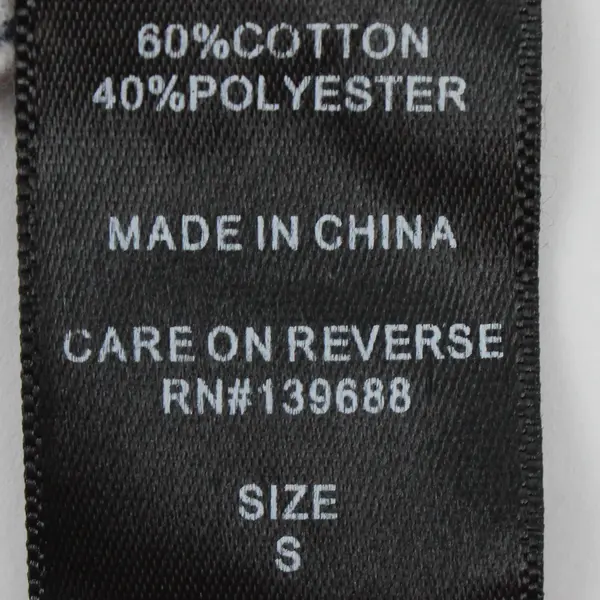 60%COTTON
40%POLYESTER
MADE IN CHINA
CARE ON REVERSE
RN#139688
SIZE
S